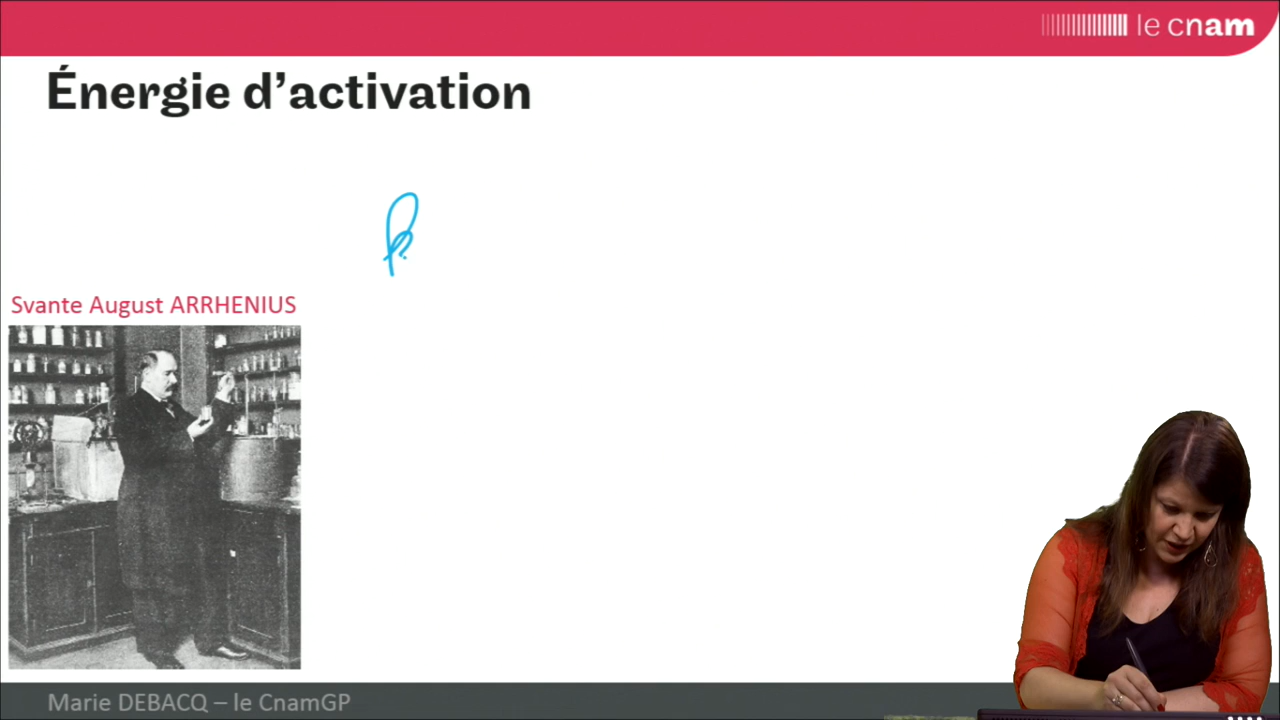 le cnam
Énergie d’activation
k
Svante August ARRHENIUS
Marie DEBACQ – le CnamGP